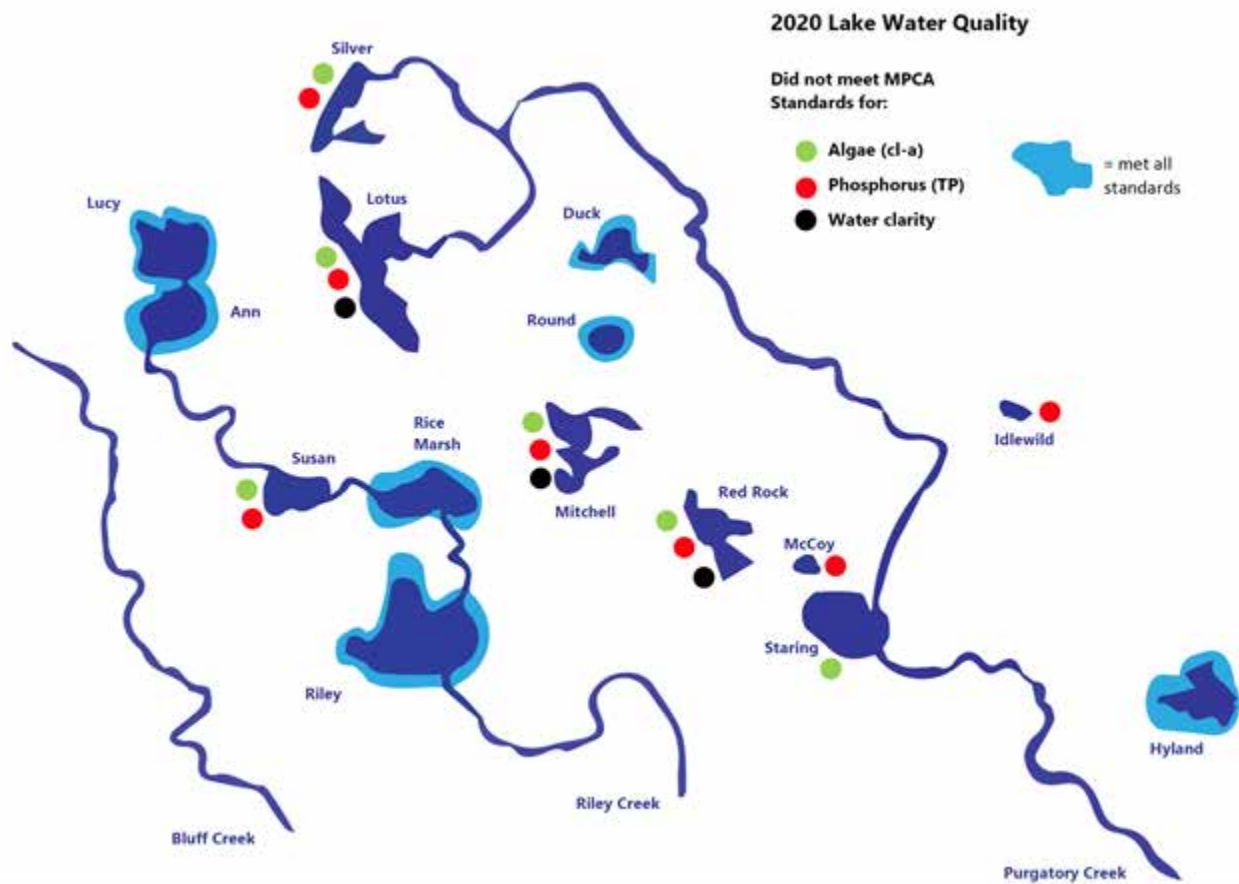 2020 Lake Water Quality
Did not meet MPCA
Standards for:
Algae (cl-a)
Phosphorus (TP)
Water clarity
= met all
standards
Silver
Lucy
Lotus
Duck
Ann
Round
Idlewild
Rice
Marsh
Susan
Mitchell
Red Rock
McCoy
Staring
Riley
Hyland
Riley Creek
Bluff Creek
Purgatory Creek